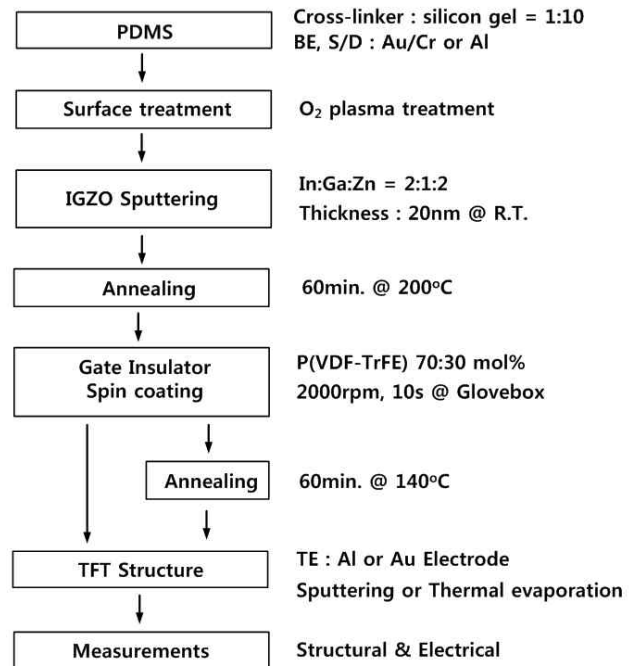 PDMS
Cross-linker : silicon gel = 1:10
BE, S/D : Au/Cr or Al
Surface treatment
O₂ plasma treatment
IGZO Sputtering
In:Ga:Zn = 2:1:2
Thickness : 20nm @ R.T.
Annealing
60min. @ 200ºC
Gate Insulator
Spin coating
P(VDF-TrFE) 70:30 mol%
2000rpm, 10s @ Glovebox
Annealing
60min. @ 140ºC
TFT Structure
TE : Al or Au Electrode
Sputtering or Thermal evaporation
Measurements
Structural & Electrical